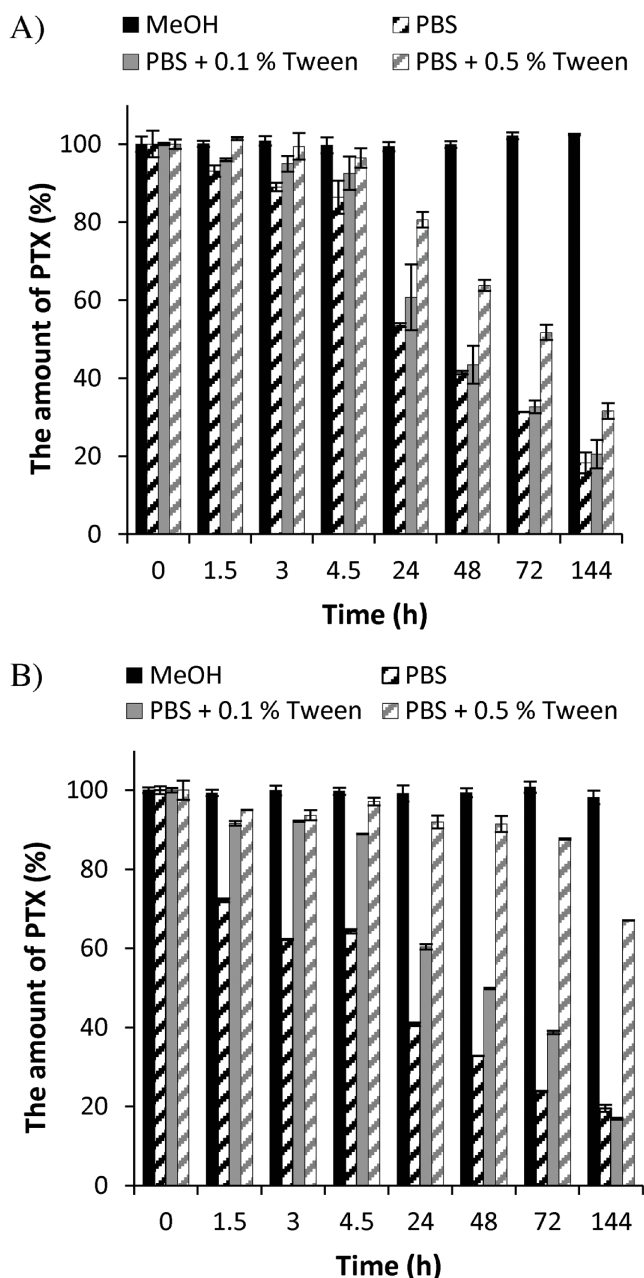 A)
MeOH PBS
PBS + 0.1 % Tween PBS + 0.5 % Tween
The amount of PTX (%)
100
80
60
40
20
0
0 1.5 3 4.5 24 48 72 144
Time (h)
B)
MeOH PBS
PBS + 0.1 % Tween PBS + 0.5 % Tween
The amount of PTX (%)
100
80
60
40
20
0
0 1.5 3 4.5 24 48 72 144
Time (h)